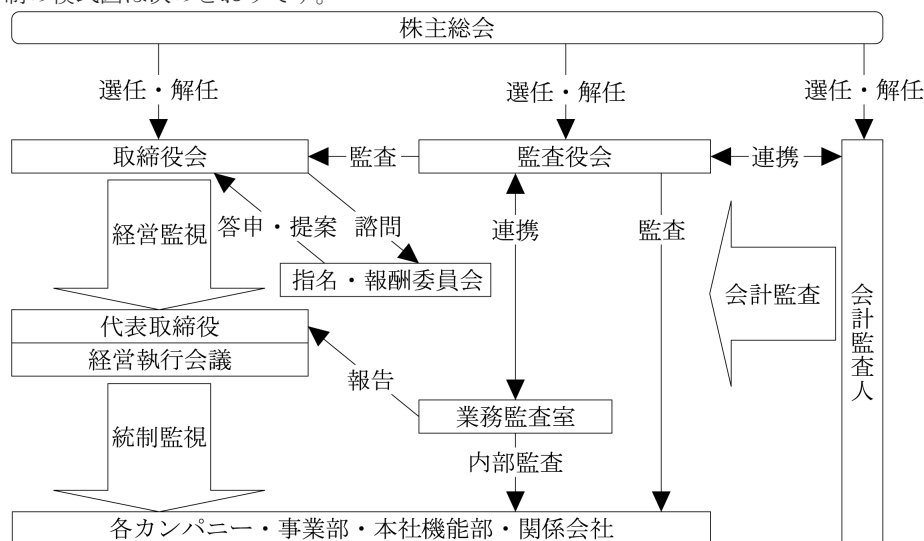 制の模式図は次のとおりです。
株主総会
選任・解任
選任・解任
選任・解任
取締役会
監査
監査役会
連携
経営監視
答申・提案
諮問
連携
監査
指名・報酬委員会
会計監査
会計監査人
代表取締役
経営執行会議
報告
業務監査室
統制監視
内部監査
各カンパニー・事業部・本社機能部・関係会社